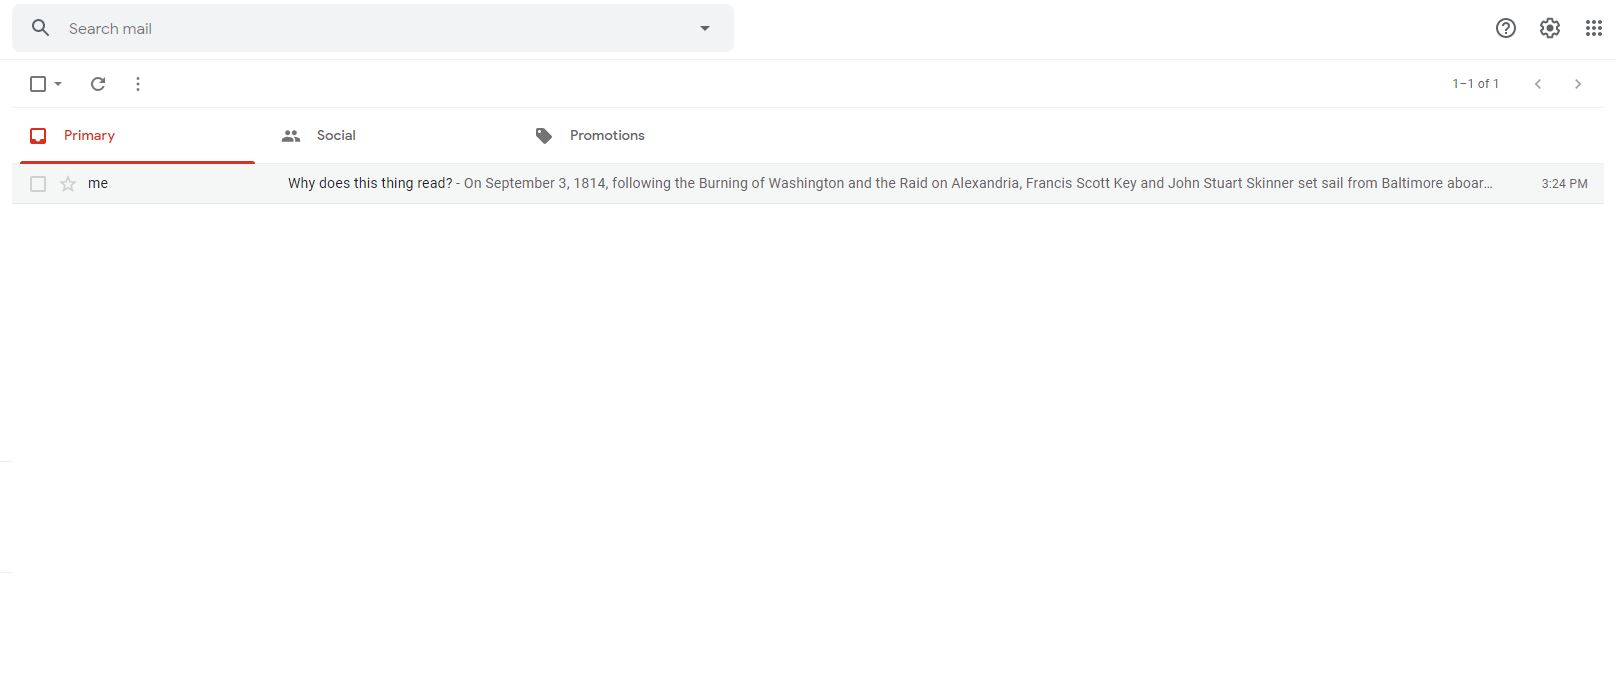 Search mail
1–1 of 1
Primary
Social
Promotions
me
Why does this thing read? - On September 3, 1814, following the Burning of Washington and the Raid on Alexandria, Francis Scott Key and John Stuart Skinner set sail from Baltimore aboar…
3:24 PM